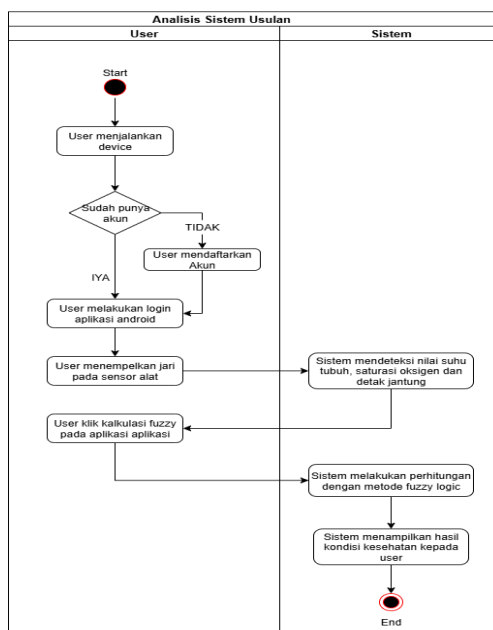 Analisis Sistem Usulan
User
Sistem
Start
User menjalankan
device
Sudah punya
akun
TIDAK
User mendaftarkan
Akun
IYA
User melakukan login
aplikasi android
User menempelkan jari
pada sensor alat
Sistem mendeteksi nilai suhu
tubuh, saturasi oksigen dan
detak jantung
User klik kalkulasi fuzzy
pada aplikasi aplikasi
Sistem melakukan perhitungan
dengan metode fuzzy logic
Sistem menampilkan hasil
kondisi kesehatan kepada
user
End